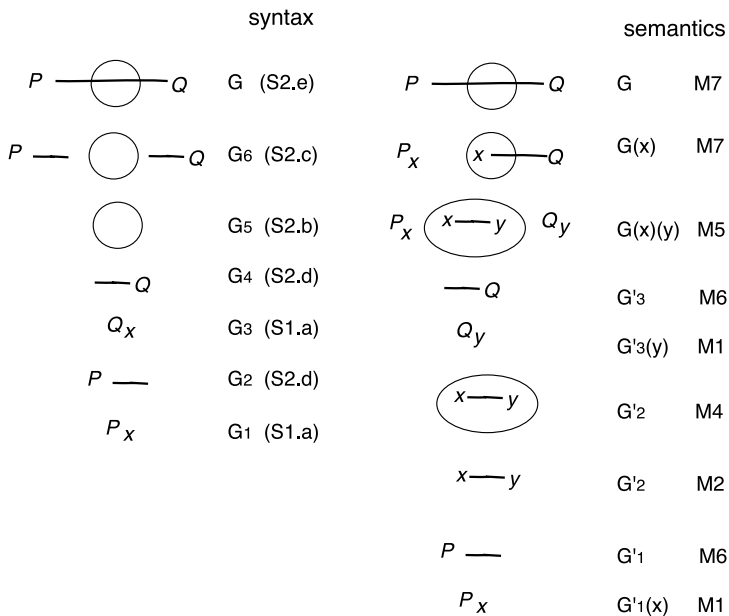 syntax
P Q G (S2.e)
P Q G6 (S2.c)
G5 (S2.b)
Q G4 (S2.d)
Qx G3 (S1.a)
P G2 (S2.d)
Px G1 (S1.a)
semantics
P Q G M7
Px x Q G(x) M7
Px x y Qy G(x)(y) M5
Q G'3 M6
Qy G'3(y) M1
x y G'2 M4
x y G'2 M2
P G'1 M6
Px G'1(x) M1